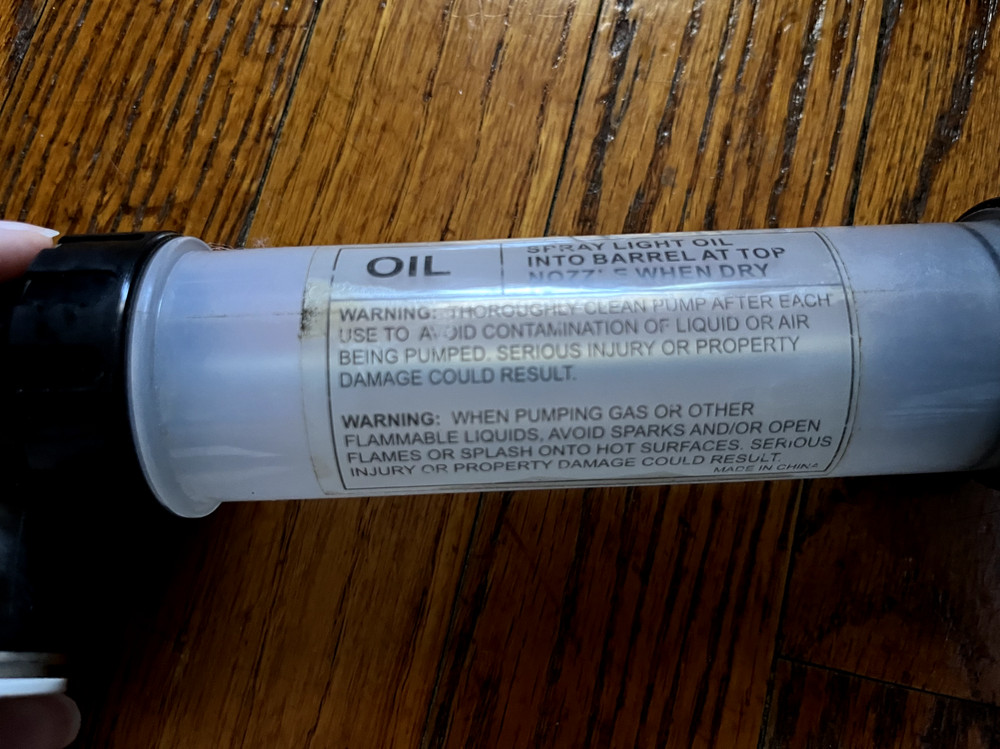 OIL
SPRAY LIGHT OIL
INTO BARREL AT TOP
NOZZLE WHEN DRY
WARNING: THOROUGHLY CLEAN PUMP AFTER EACH
USE TO AVOID CONTAMINATION OF LIQUID OR AIR
BEING PUMPED. SERIOUS INJURY OR PROPERTY
DAMAGE COULD RESULT.
WARNING: WHEN PUMPING GAS OR OTHER
FLAMMABLE LIQUIDS, AVOID SPARKS AND/OR OPEN
FLAMES OR SPLASH ONTO HOT SURFACES. SERIOUS
INJURY OR PROPERTY DAMAGE COULD RESULT.
MADE IN CHINA